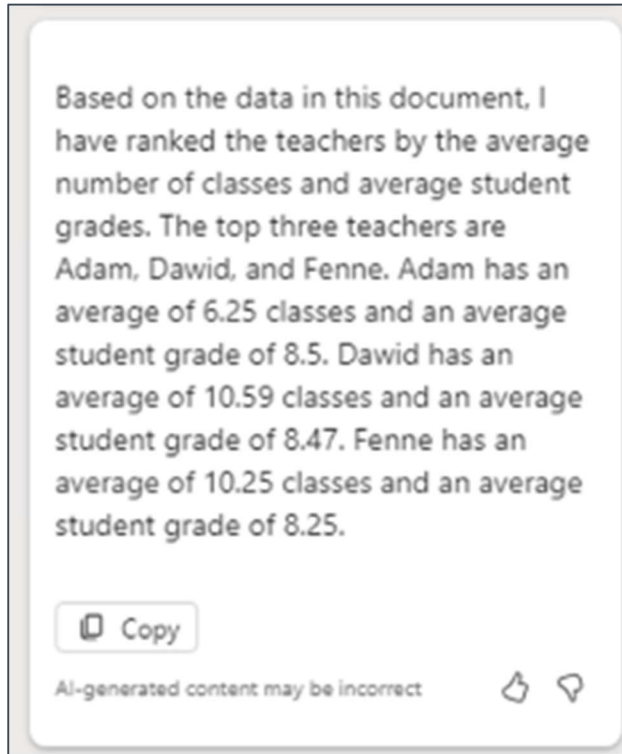 Based on the data in this document, I
have ranked the teachers by the average
number of classes and average student
grades. The top three teachers are
Adam, Dawid, and Fenne. Adam has an
average of 6.25 classes and an average
student grade of 8.5. Dawid has an
average of 10.59 classes and an average
student grade of 8.47. Fenne has an
average of 10.25 classes and an average
student grade of 8.25.
Copy
AI-generated content may be incorrect